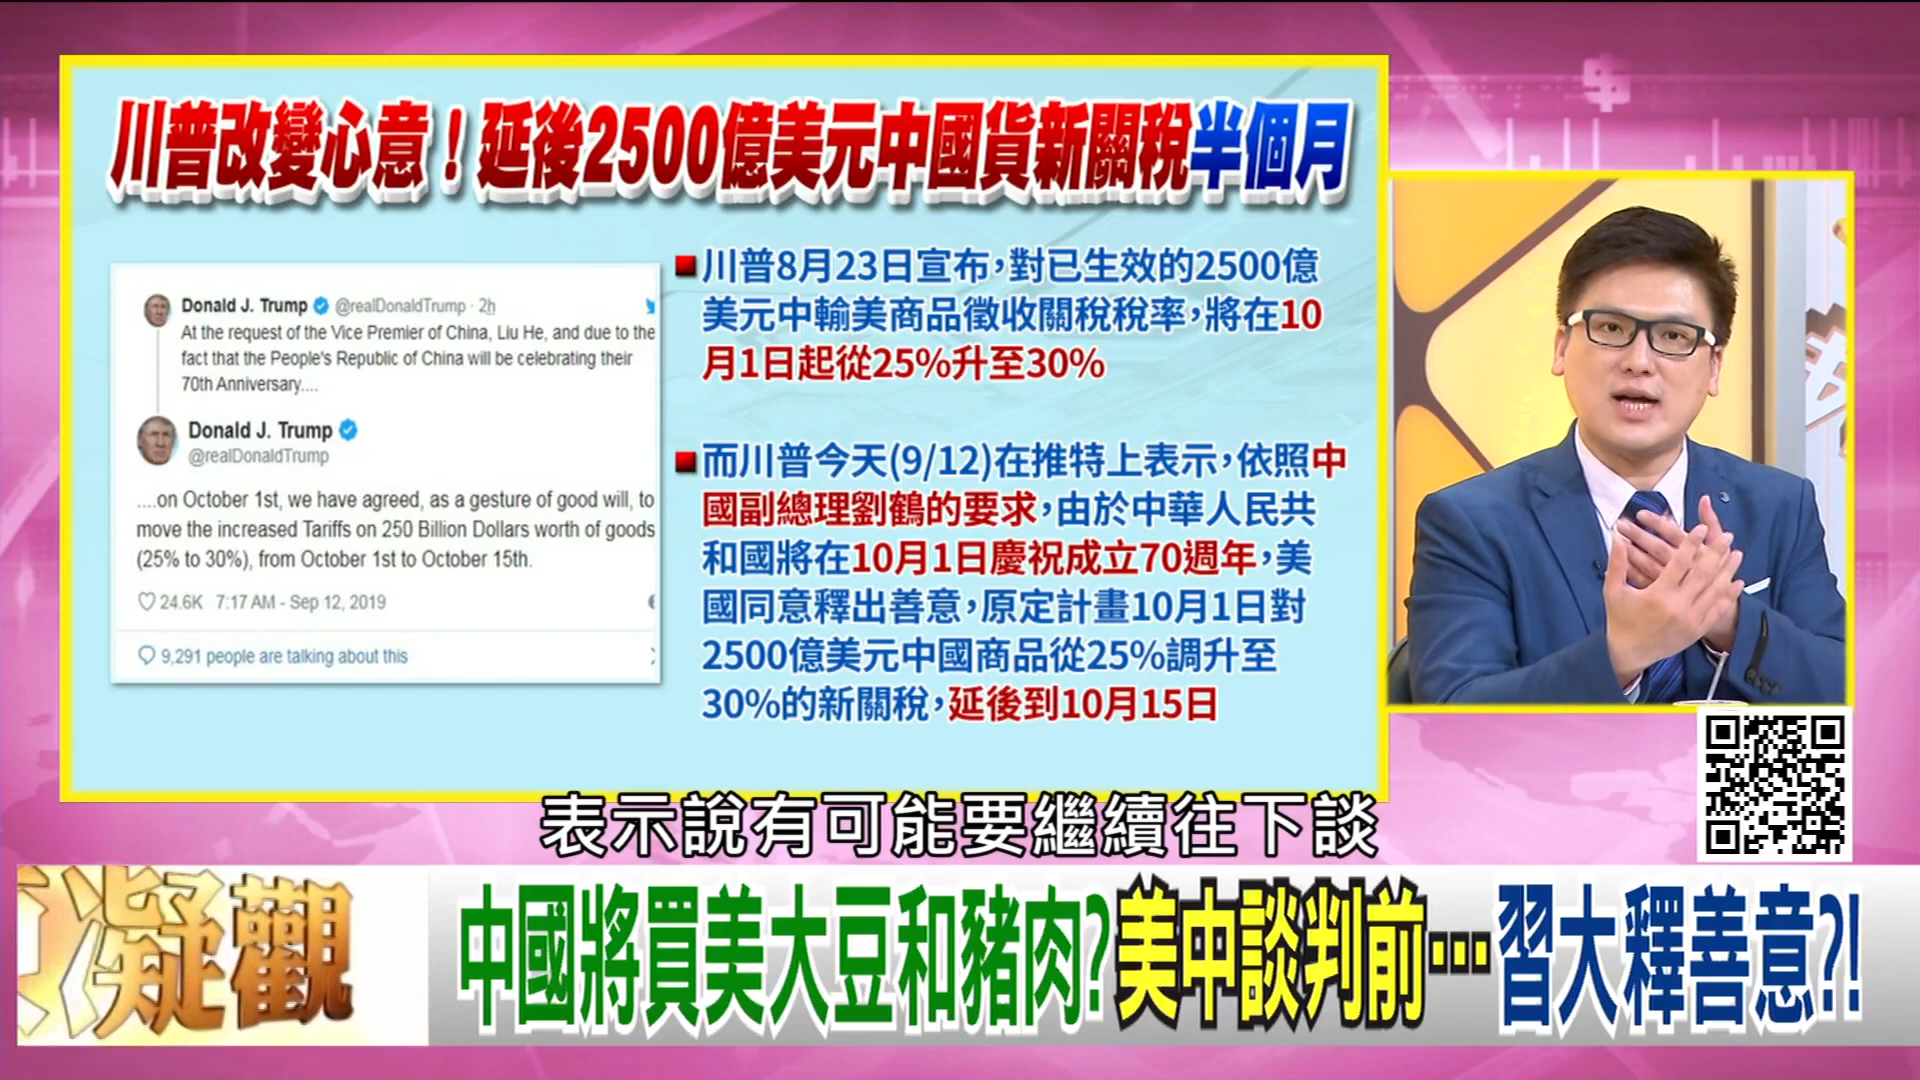 川普改變心意！延後2500億美元中國貨新關稅半個月
Donald J. Trump @realDonaldTrump · 2h
At the request of the Vice Premier of China, Liu He, and due to the
fact that the People's Republic of China will be celebrating their
70th Anniversary....
Donald J. Trump
@realDonaldTrump
....on October 1st, we have agreed, as a gesture of good will, to
move the increased Tariffs on 250 Billion Dollars worth of goods
(25% to 30%), from October 1st to October 15th.
24.6K 7:17 AM - Sep 12, 2019
9,291 people are talking about this
川普8月23日宣布，對已生效的2500億
美元中輸美商品徵收關稅稅率，將在10
月1日起從25%升至30%
而川普今天(9/12)在推特上表示，依照中
國副總理劉鶴的要求，由於中華人民共
和國將在10月1日慶祝成立70週年，美
國同意釋出善意，原定計畫10月1日對
2500億美元中國商品從25%調升至
30%的新關稅，延後到10月15日
表示說有可能要繼續往下談
凝觀
中國將買美大豆和豬肉?美中談判前…習大釋善意?!